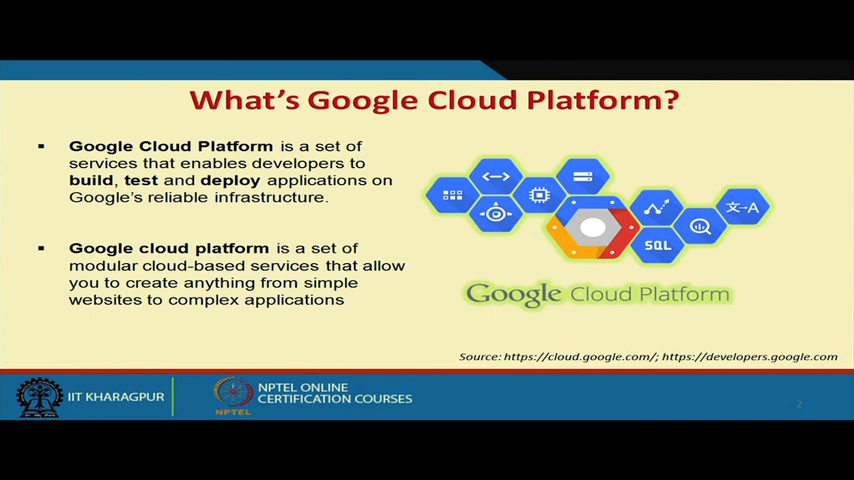 What's Google Cloud Platform?
▪ Google Cloud Platform is a set of
services that enables developers to
build, test and deploy applications on
Google's reliable infrastructure.
▪ Google cloud platform is a set of
modular cloud-based services that allow
you to create anything from simple
websites to complex applications
文→A
SQL
Google Cloud Platform
Source: https://cloud.google.com/; https://developers.google.com
IIT KHARAGPUR
NPTEL
NPTEL ONLINE
CERTIFICATION COURSES
2